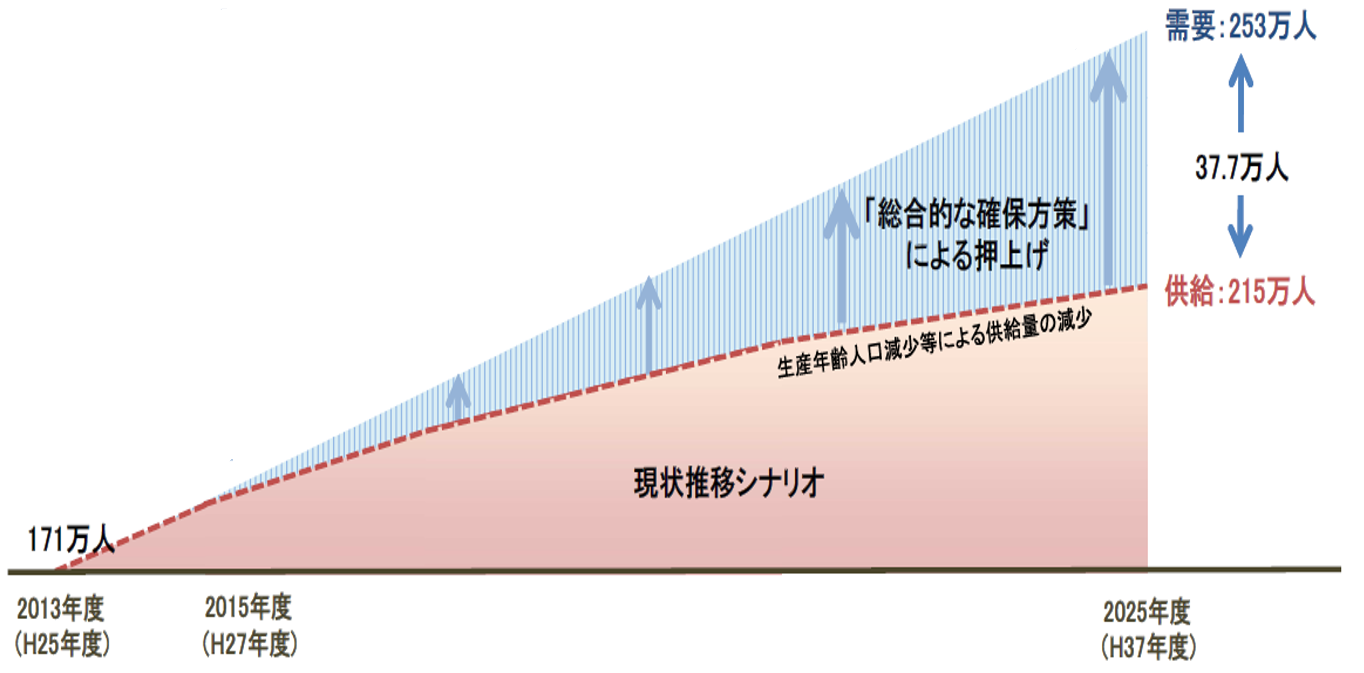 需要:253万人
37.7万人
「総合的な確保方策」
による押上げ
供給:215万人
生産年齢人口減少等による供給量の減少
現状推移シナリオ
171万人
2013年度
(H25年度)
2015年度
(H27年度)
2025年度
(H37年度)